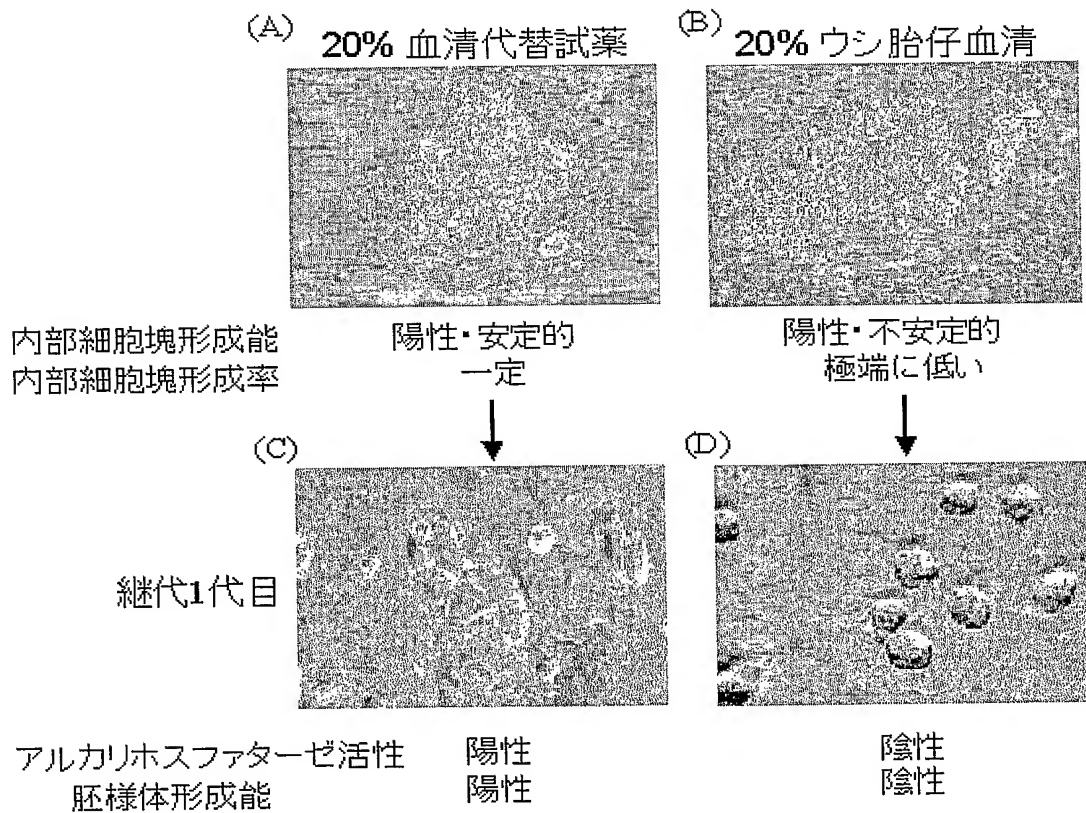 (A)
20% 血清代替試薬
(B)
20% ウシ胎仔血清
内部細胞塊形成能
陽性・安定的
陽性・不安定的
内部細胞塊形成率
一定
極端に低い
(C)
(D)
継代1代目
アルカリホスファターゼ活性
陽性
陰性
胚様体形成能
陽性
陰性